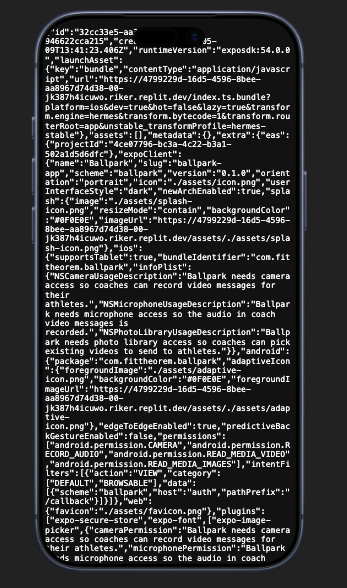 "id":"32cc33e5-aa
946622cca215","cre 05-
09T13:41:23.406Z","runtimeVersion":"exposdk:54.0.0
","launchAsset":
{"key":"bundle","contentType":"application/javascr
ipt","url":"https://4799229d-16d5-4596-8bee-
aa8967d74d38-00-
jk387h4icuwo.riker.replit.dev/index.ts.bundle?
platform=ios&dev=true&hot=false&lazy=true&transfor
m.engine=hermes&transform.bytecode=1&transform.rou
terRoot=app&unstable_transformProfile=hermes-
stable"},"assets":[],"metadata":{},"extra":{"eas":
{"projectId":"4ce07796-bc3a-4c22-b3a1-
502a1d5d6dfc"},"expoClient":
{"name":"Ballpark","slug":"ballpark-
app","scheme":"ballpark","version":"0.1.0","orient
ation":"portrait","icon":"./assets/icon.png","user
InterfaceStyle":"dark","newArchEnabled":true,"spla
sh":{"image":"./assets/splash-
icon.png","resizeMode":"contain","backgroundColor"
:"#0F0E0E","imageUrl":"https://4799229d-16d5-4596-
8bee-aa8967d74d38-00-
jk387h4icuwo.riker.replit.dev/assets/./assets/spla
sh-icon.png"},"ios":
{"supportsTablet":true,"bundleIdentifier":"com.fit
theorem.ballpark","infoPlist":
{"NSCameraUsageDescription":"Ballpark needs camera
access so coaches can record video messages for
their
athletes.","NSMicrophoneUsageDescription":"Ballpar
k needs microphone access so the audio in coach
video messages is
recorded.","NSPhotoLibraryUsageDescription":"Ballp
ark needs photo library access so coaches can pick
existing videos to send to athletes."}},"android":
{"package":"com.fittheorem.ballpark","adaptiveIcon
":{"foregroundImage":"./assets/adaptive-
icon.png","backgroundColor":"#0F0E0E","foregroundI
mageUrl":"https://4799229d-16d5-4596-8bee-
aa8967d74d38-00-
jk387h4icuwo.riker.replit.dev/assets/./assets/adap
tive-
icon.png"},"edgeToEdgeEnabled":true,"predictiveBac
kGestureEnabled":false,"permissions":
["android.permission.CAMERA","android.permission.R
ECORD_AUDIO","android.permission.READ_MEDIA_VIDEO"
,"android.permission.READ_MEDIA_IMAGES"],"intentFi
lters":[{"action":"VIEW","category":
["DEFAULT","BROWSABLE"],"data":
[{"scheme":"ballpark","host":"auth","pathPrefix":"
/callback"}]}]},"web":
{"favicon":"./assets/favicon.png"},"plugins":
["expo-secure-store","expo-font",["expo-image-
picker",{"cameraPermission":"Ballpark needs camera
access so coaches can record video messages for
their athletes.","microphonePermission":"Ballpark
needs microphone access so the audio in coach